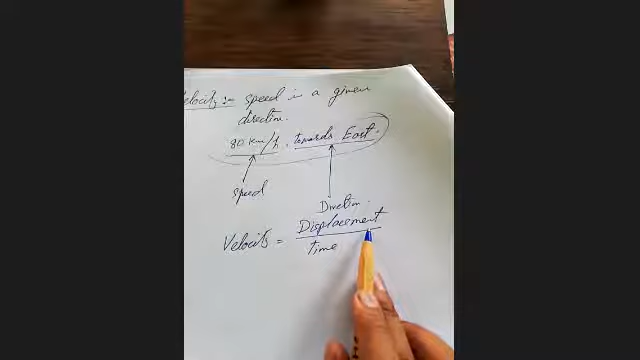 Velocity :- speed in a given
direction.
80 km/h, towards East.
speed
Direction.
Velocity = Displacement
time